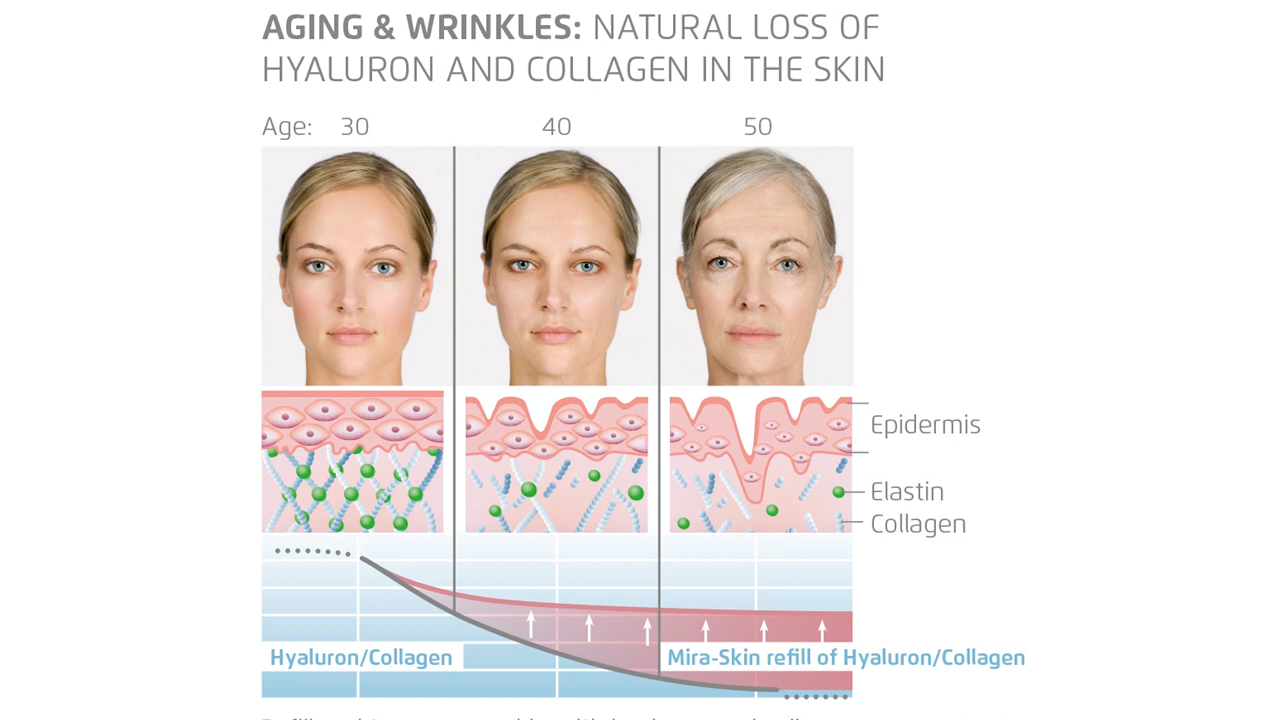 AGING & WRINKLES: NATURAL LOSS OF
HYALURON AND COLLAGEN IN THE SKIN
Age: 30 40 50
Epidermis
Elastin
Collagen
Hyaluron/Collagen
Mira-Skin refill of Hyaluron/Collagen